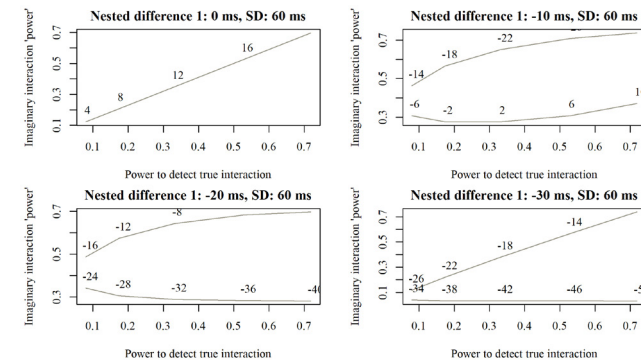 Nested difference 1: 0 ms, SD: 60 ms
Imaginary interaction 'power'
0.1 0.3 0.5 0.7
4 8 12 16
0.1 0.2 0.3 0.4 0.5 0.6 0.7
Power to detect true interaction
Nested difference 1: -10 ms, SD: 60 ms
Imaginary interaction 'power'
0.3 0.5 0.7
-14 -18 -22
-6 -2 2 6
0.1 0.2 0.3 0.4 0.5 0.6 0.7
Power to detect true interaction
Nested difference 1: -20 ms, SD: 60 ms
Imaginary interaction 'power'
0.3 0.5 0.7
-16 -12 -8
-24 -28 -32 -36
0.1 0.2 0.3 0.4 0.5 0.6 0.7
Power to detect true interaction
Nested difference 1: -30 ms, SD: 60 ms
Imaginary interaction 'power'
0.1 0.3 0.5 0.7
-26 -22 -18 -14
-34 -38 -42 -46
0.1 0.2 0.3 0.4 0.5 0.6 0.7
Power to detect true interaction